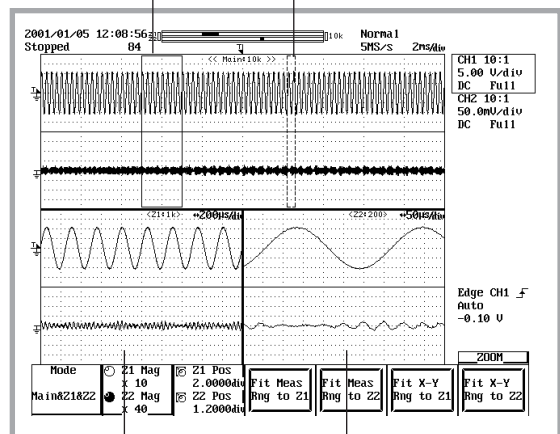 2001/01/05 12:08:56
Stopped 84
10k
Normal
5MS/s 2ms/div
<< Main:10k >>
CH1 10:1
5.00 V/div
DC Full
CH2 10:1
50.0mV/div
DC Full
<Z1:1k> 200us/div
<Z2:200> 50us/div
Edge CH1
Auto
-0.10 V
ZOOM
Mode
Main&Z1&Z2
Z1 Mag
x 10
Z2 Mag
x 40
Z1 Pos
2.0000div
Z2 Pos
1.2000div
Fit Meas
Rng to Z1
Fit Meas
Rng to Z2
Fit X-Y
Rng to Z1
Fit X-Y
Rng to Z2